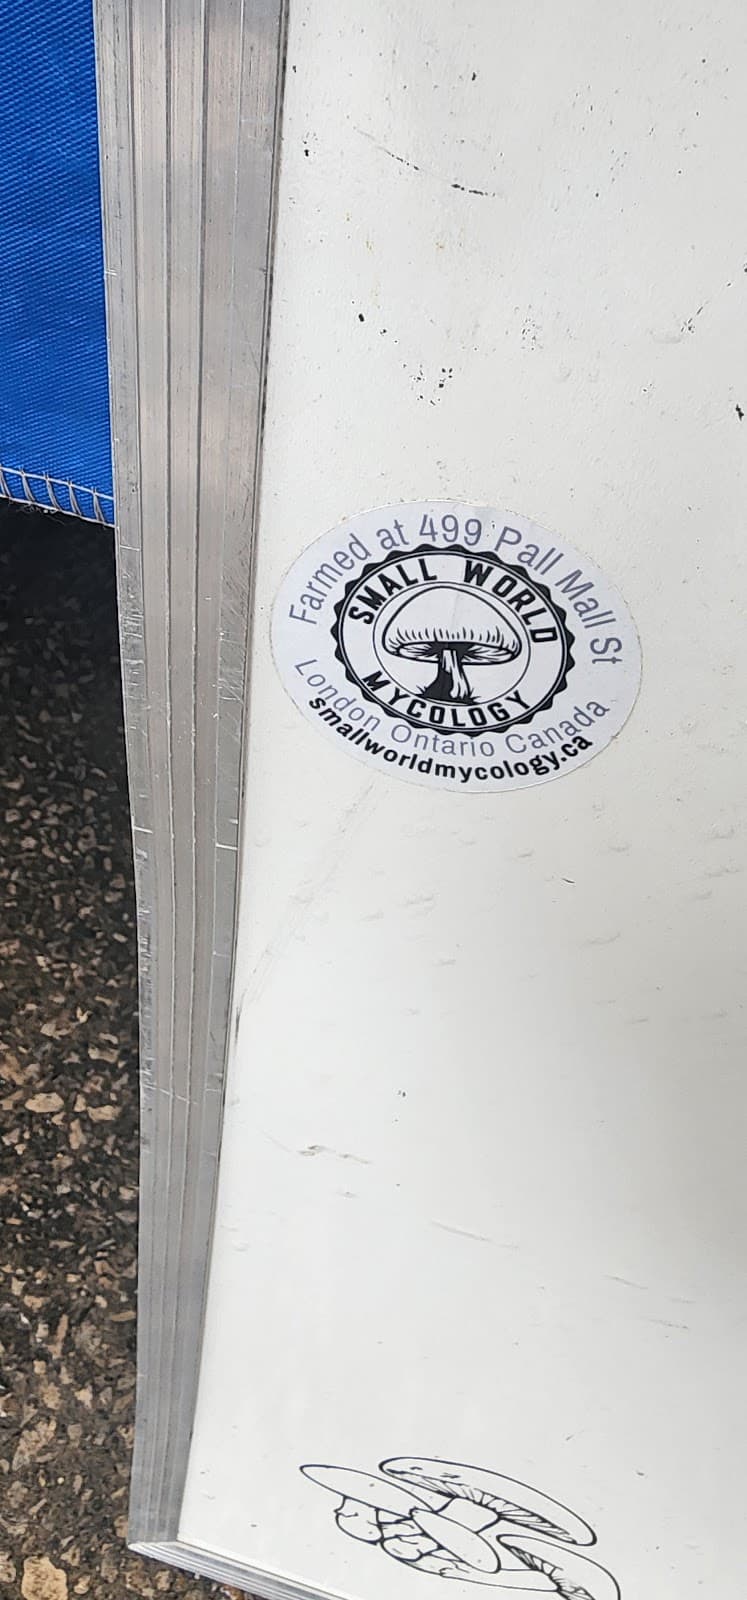 Farmed at 499 Pall Mall St
SMALL WORLD
MYCOLOGY
London Ontario Canada
smallworldmycology.ca